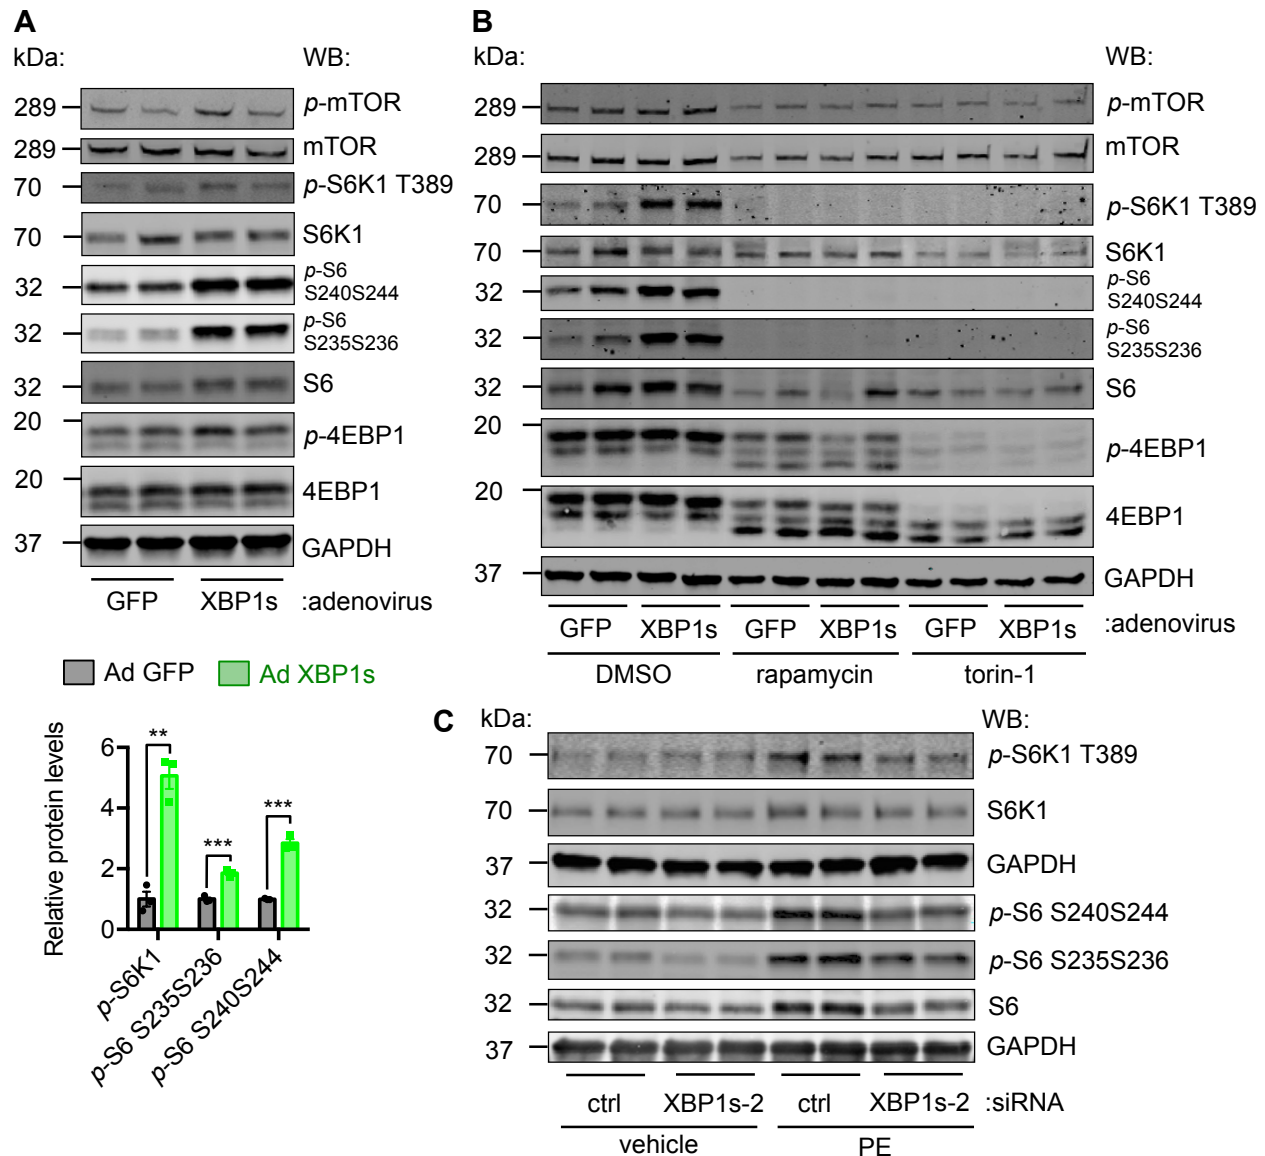 A
kDa: WB:
289 p-mTOR
289 mTOR
70 p-S6K1 T389
70 S6K1
32 p-S6 S240S244
32 p-S6 S235S236
32 S6
20 p-4EBP1
20 4EBP1
37 GAPDH
GFP XBP1s :adenovirus
Ad GFP Ad XBP1s
Relative protein levels
6
4
2
0
**
***
***
p-S6K1
p-S6 S235S236
p-S6 S240S244
B
kDa: WB:
289 p-mTOR
289 mTOR
70 p-S6K1 T389
70 S6K1
32 p-S6 S240S244
32 p-S6 S235S236
32 S6
20 p-4EBP1
20 4EBP1
37 GAPDH
GFP XBP1s GFP XBP1s GFP XBP1s :adenovirus
DMSO rapamycin torin-1
C
kDa: WB:
70 p-S6K1 T389
70 S6K1
37 GAPDH
32 p-S6 S240S244
32 p-S6 S235S236
32 S6
37 GAPDH
ctrl XBP1s-2 ctrl XBP1s-2 :siRNA
vehicle PE